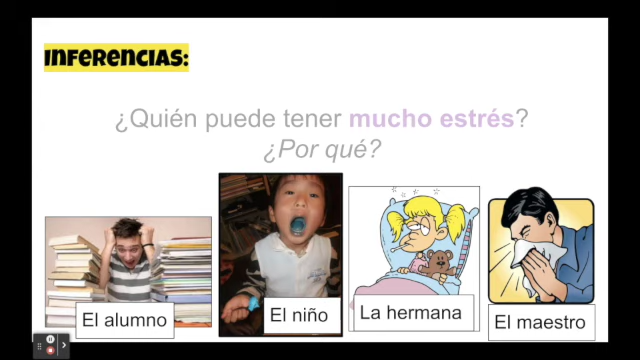 INFERENCIAS:
¿Quién puede tener mucho estrés?
¿Por qué?
El alumno
El niño
La hermana
El maestro